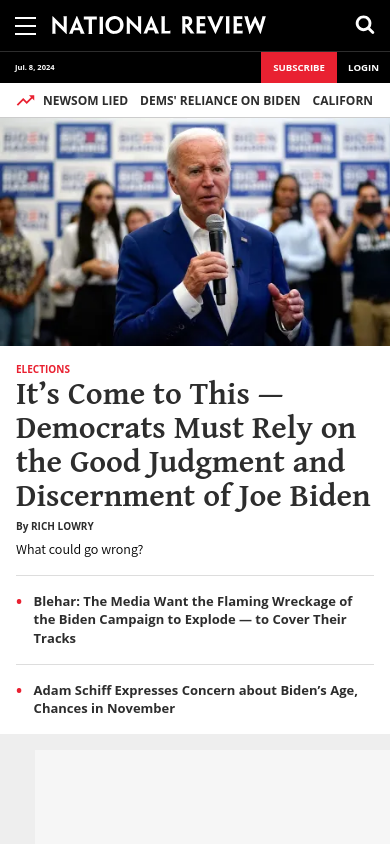 NATIONAL REVIEW
Jul. 8, 2024
SUBSCRIBE
LOGIN
NEWSOM LIED DEMS' RELIANCE ON BIDEN CALIFORN
BIDEN
HARRIS
ELECTIONS
It’s Come to This —
Democrats Must Rely on
the Good Judgment and
Discernment of Joe Biden
By RICH LOWRY
What could go wrong?
• Blehar: The Media Want the Flaming Wreckage of
the Biden Campaign to Explode — to Cover Their
Tracks
• Adam Schiff Expresses Concern about Biden’s Age,
Chances in November